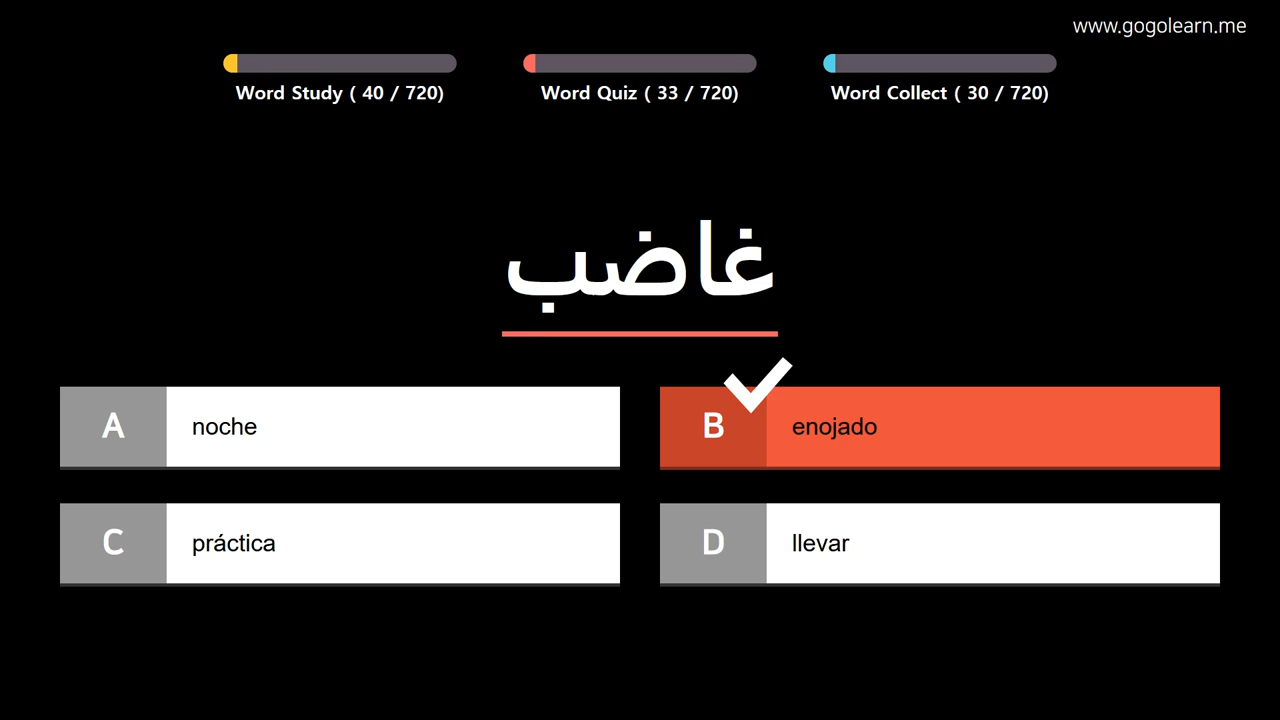 www.gogolearn.me
Word Study ( 40 / 720)
Word Quiz ( 33 / 720)
Word Collect ( 30 / 720)
غاضب
A noche
B enojado
C práctica
D llevar